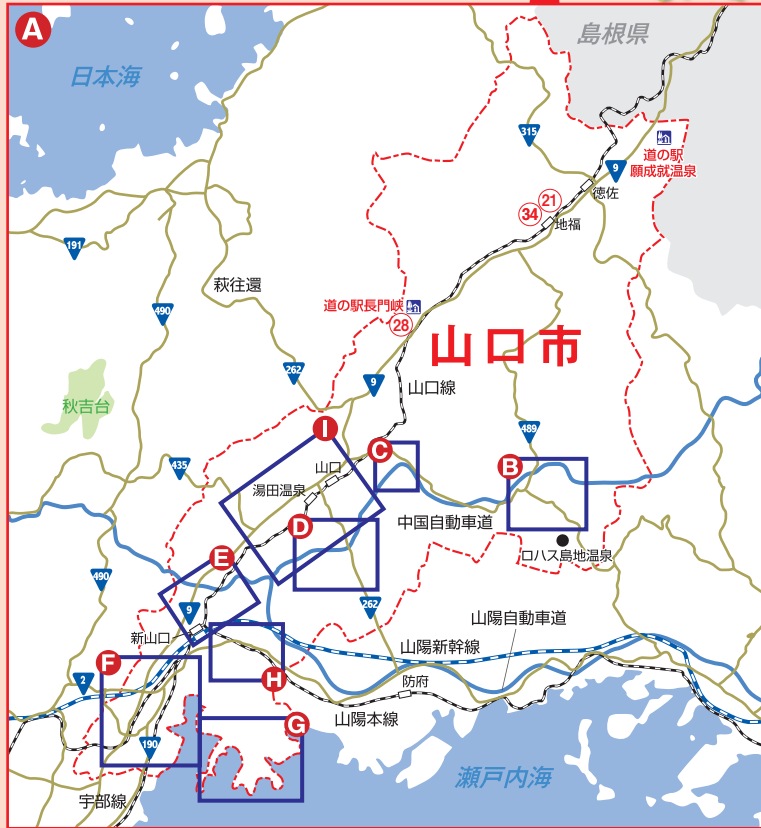 A
日本海
島根県
315
道の駅
願成就温泉
9
徳佐
21
34
地福
191
萩往還
490
道の駅長門峡
28
山口市
262
9
山口線
秋吉台
I
489
C
435
山口
B
湯田温泉
中国自動車道
D
ロハス島地温泉
E
490
9
262
山陽自動車道
新山口
山陽新幹線
F
H
防府
2
山陽本線
G
190
瀬戸内海
宇部線